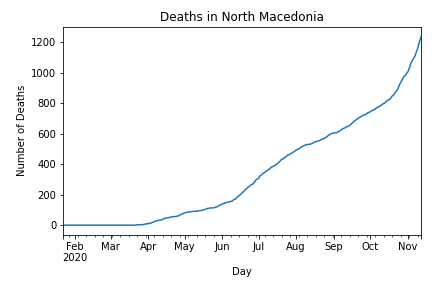 Deaths in North Macedonia
1200
1000
800
600
400
200
0
Number of Deaths
Feb Mar Apr May Jun Jul Aug Sep Oct Nov
2020
Day